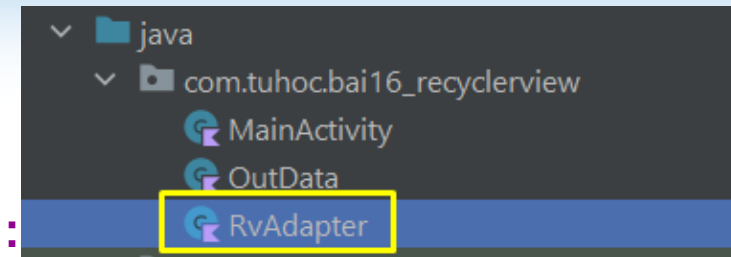 java
com.tuhoc.bai16_recyclerview
MainActivity
OutData
: RvAdapter